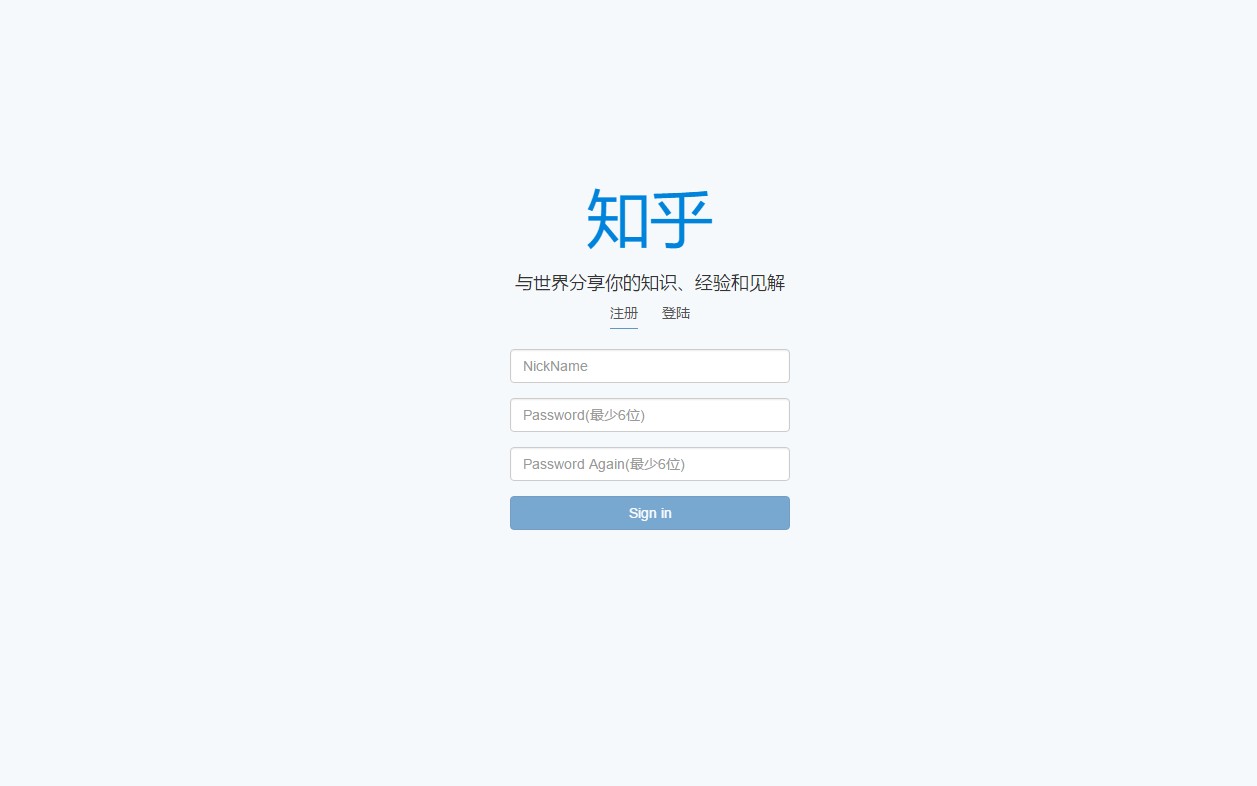 知乎
与世界分享你的知识、经验和见解
注册 登陆
NickName
Password(最少6位)
Password Again(最少6位)
Sign in